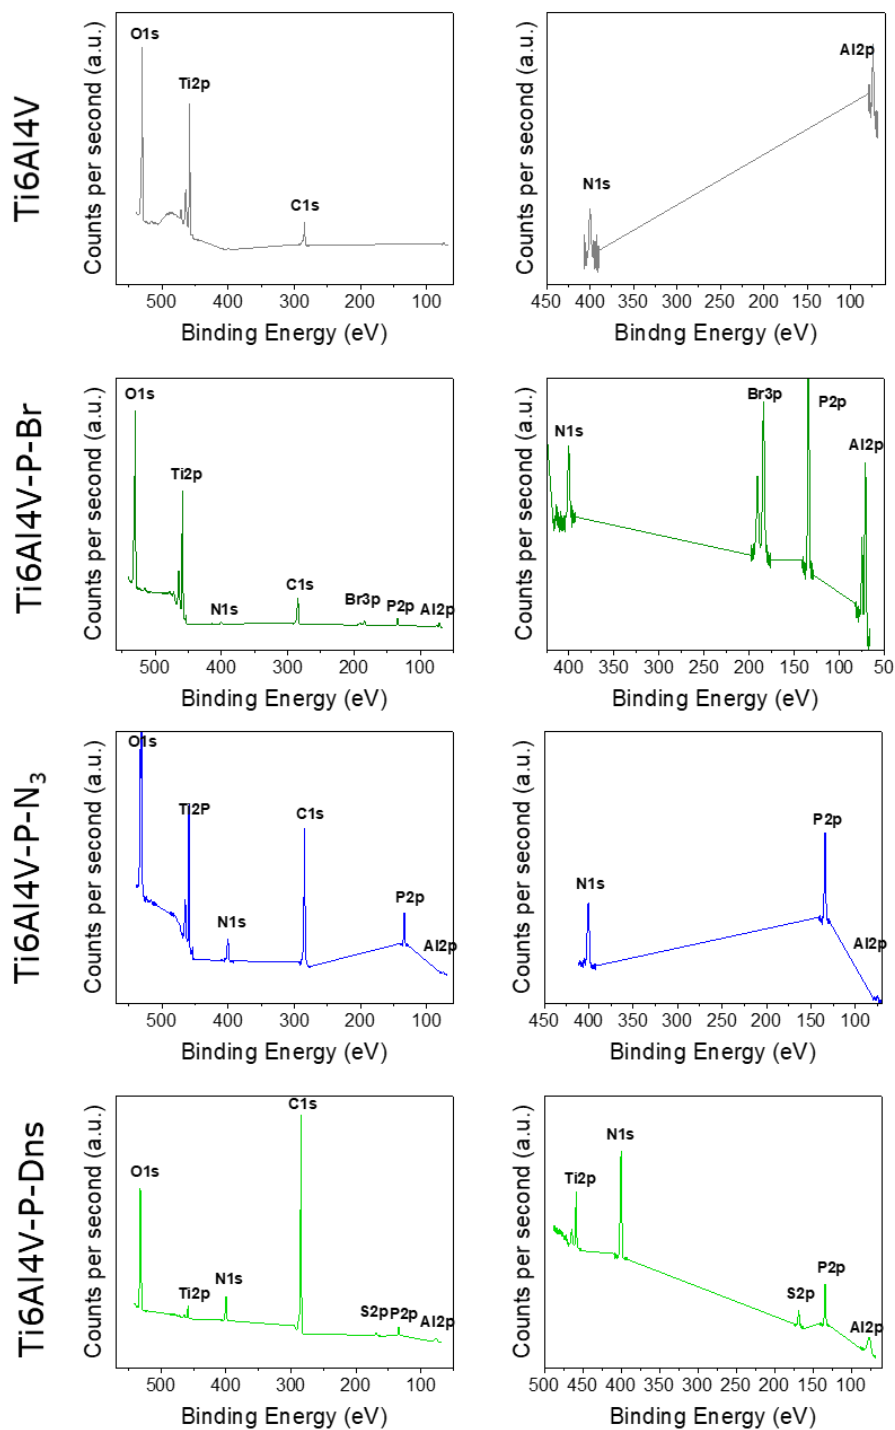 Ti6Al4V
Counts per second (a.u.)
O1s
Ti2p
C1s
500 400 300 200 100
Binding Energy (eV)
Counts per second (a.u.)
Al2p
N1s
450 400 350 300 250 200 150 100
Bindng Energy (eV)
Ti6Al4V-P-Br
Counts per second (a.u.)
O1s
Ti2p
N1s
C1s
Br3p
P2p
Al2p
500 400 300 200 100
Binding Energy (eV)
Counts per second (a.u.)
N1s
Br3p
P2p
Al2p
400 350 300 250 200 150 100 50
Binding Energy (eV)
Ti6Al4V-P-N3
Counts per second (a.u.)
O1s
Ti2P
N1s
C1s
P2p
Al2p
500 400 300 200 100
Binding Energy (eV)
Counts per second (a.u.)
N1s
P2p
Al2p
450 400 350 300 250 200 150 100
Binding Energy (eV)
Ti6Al4V-P-Dns
Counts per second (a.u.)
O1s
Ti2p
N1s
C1s
S2p
P2p
Al2p
500 400 300 200 100
Binding Energy (eV)
Counts per second (a.u.)
Ti2p
N1s
S2p
P2p
Al2p
500 450 400 350 300 250 200 150 100
Binding Energy (eV)